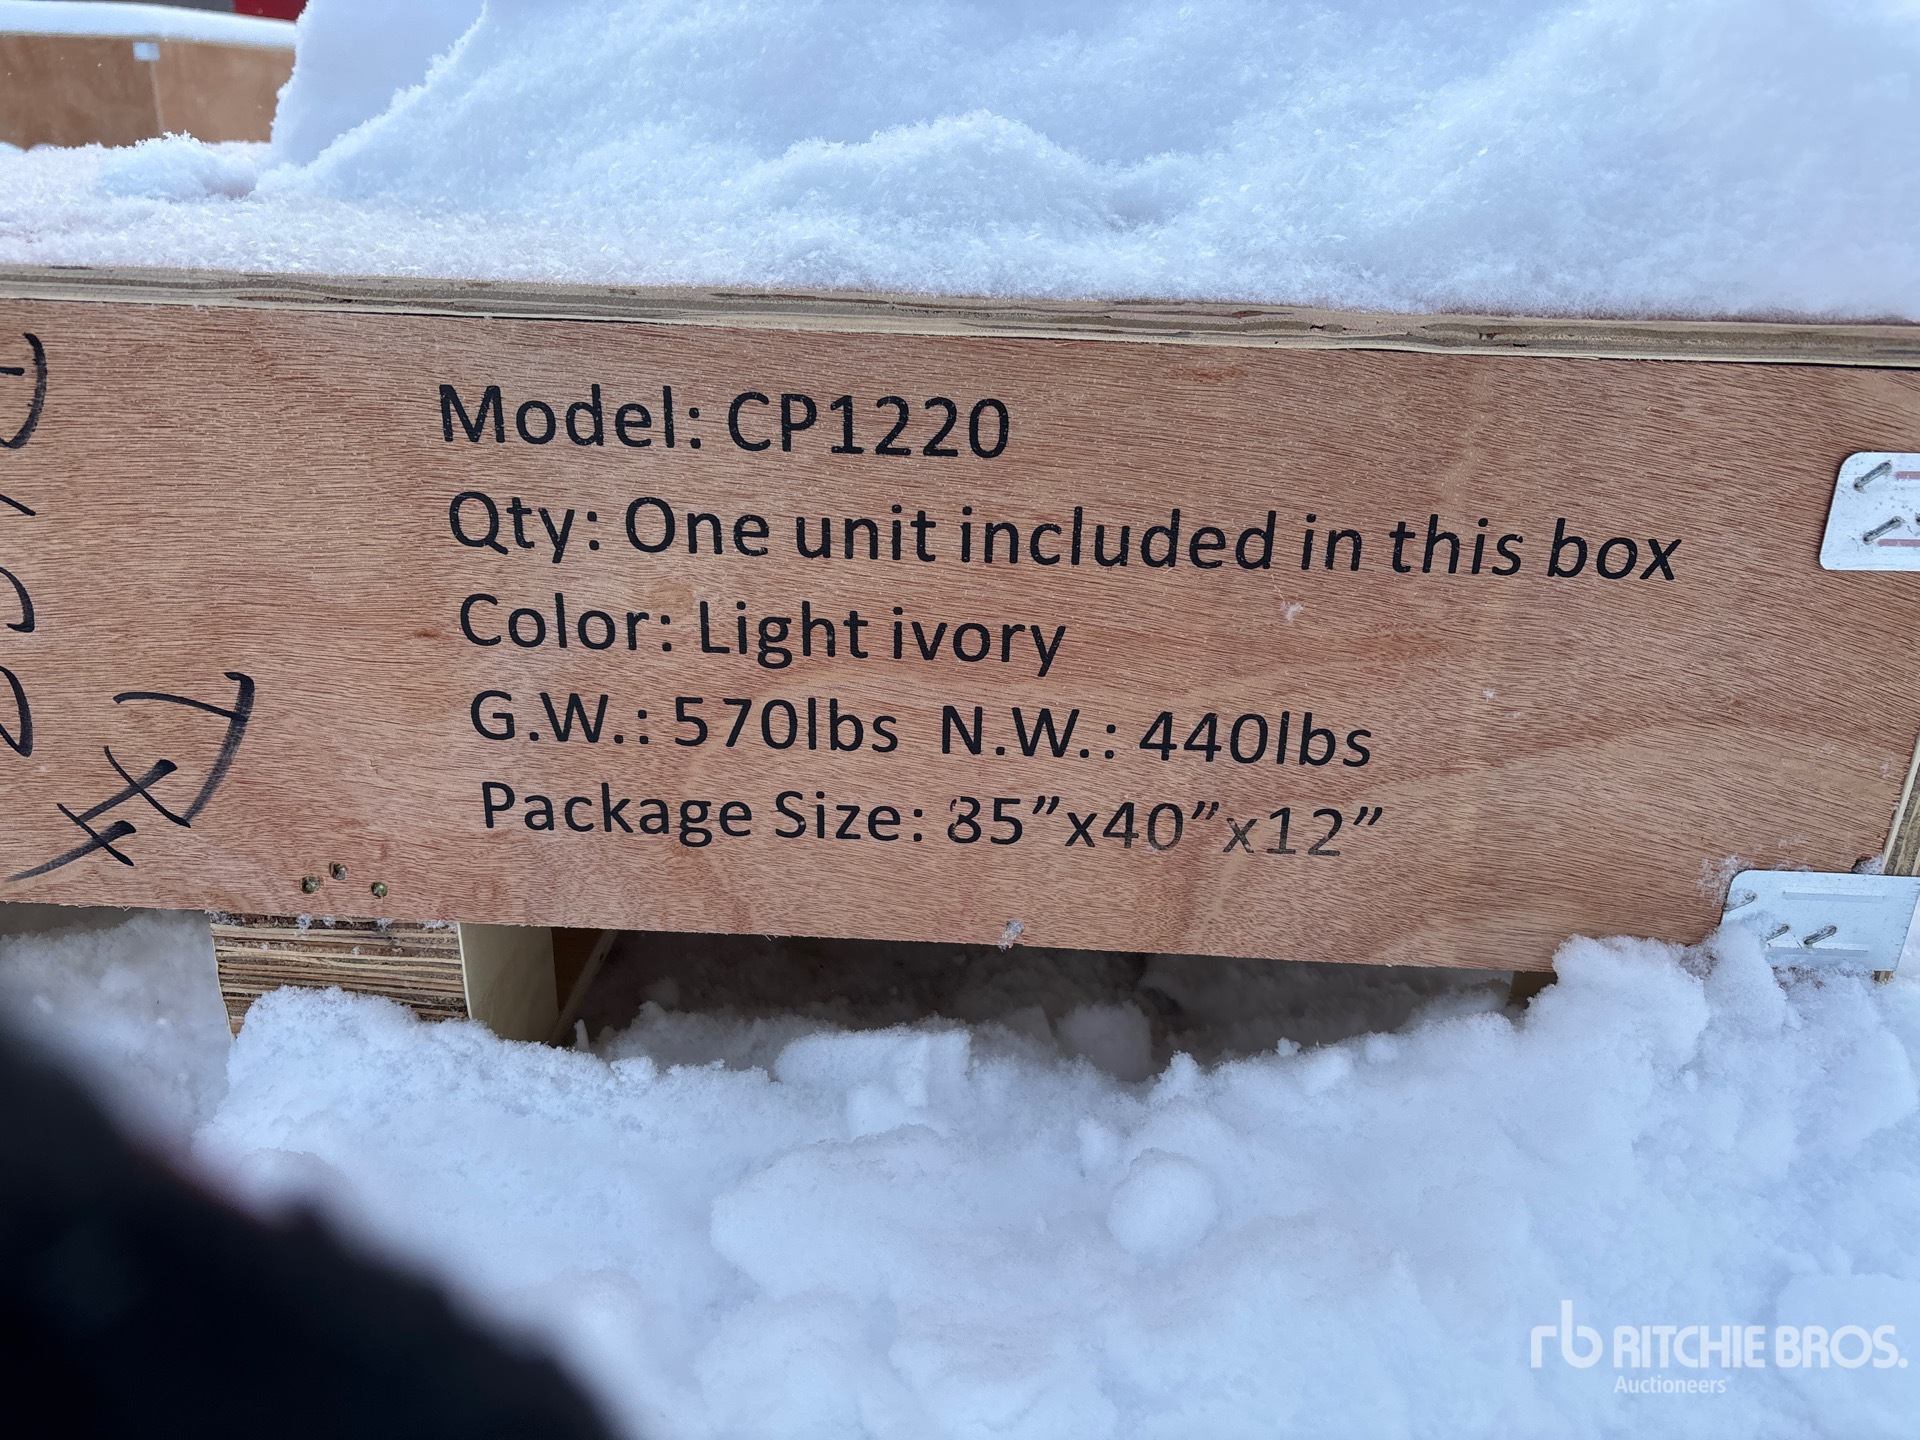 Model: CP1220
Qty: One unit included in this box
Color: Light ivory
G.W.: 570lbs N.W.: 440lbs
Package Size: 85”x40”x12”
rb RITCHIE BROS.
Auctioneers